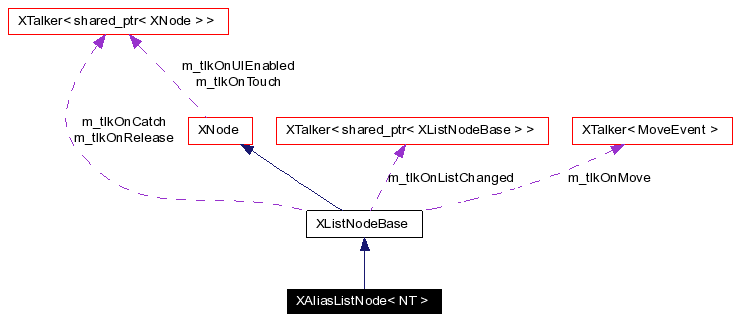 XTalker< shared_ptr< XNode > >
m_tlkOnUIEnabled
m_tlkOnTouch
m_tlkOnCatch
m_tlkOnRelease
XNode
XTalker< shared_ptr< XListNodeBase > >
XTalker< MoveEvent >
m_tlkOnListChanged
m_tlkOnMove
XListNodeBase
XAliasListNode< NT >